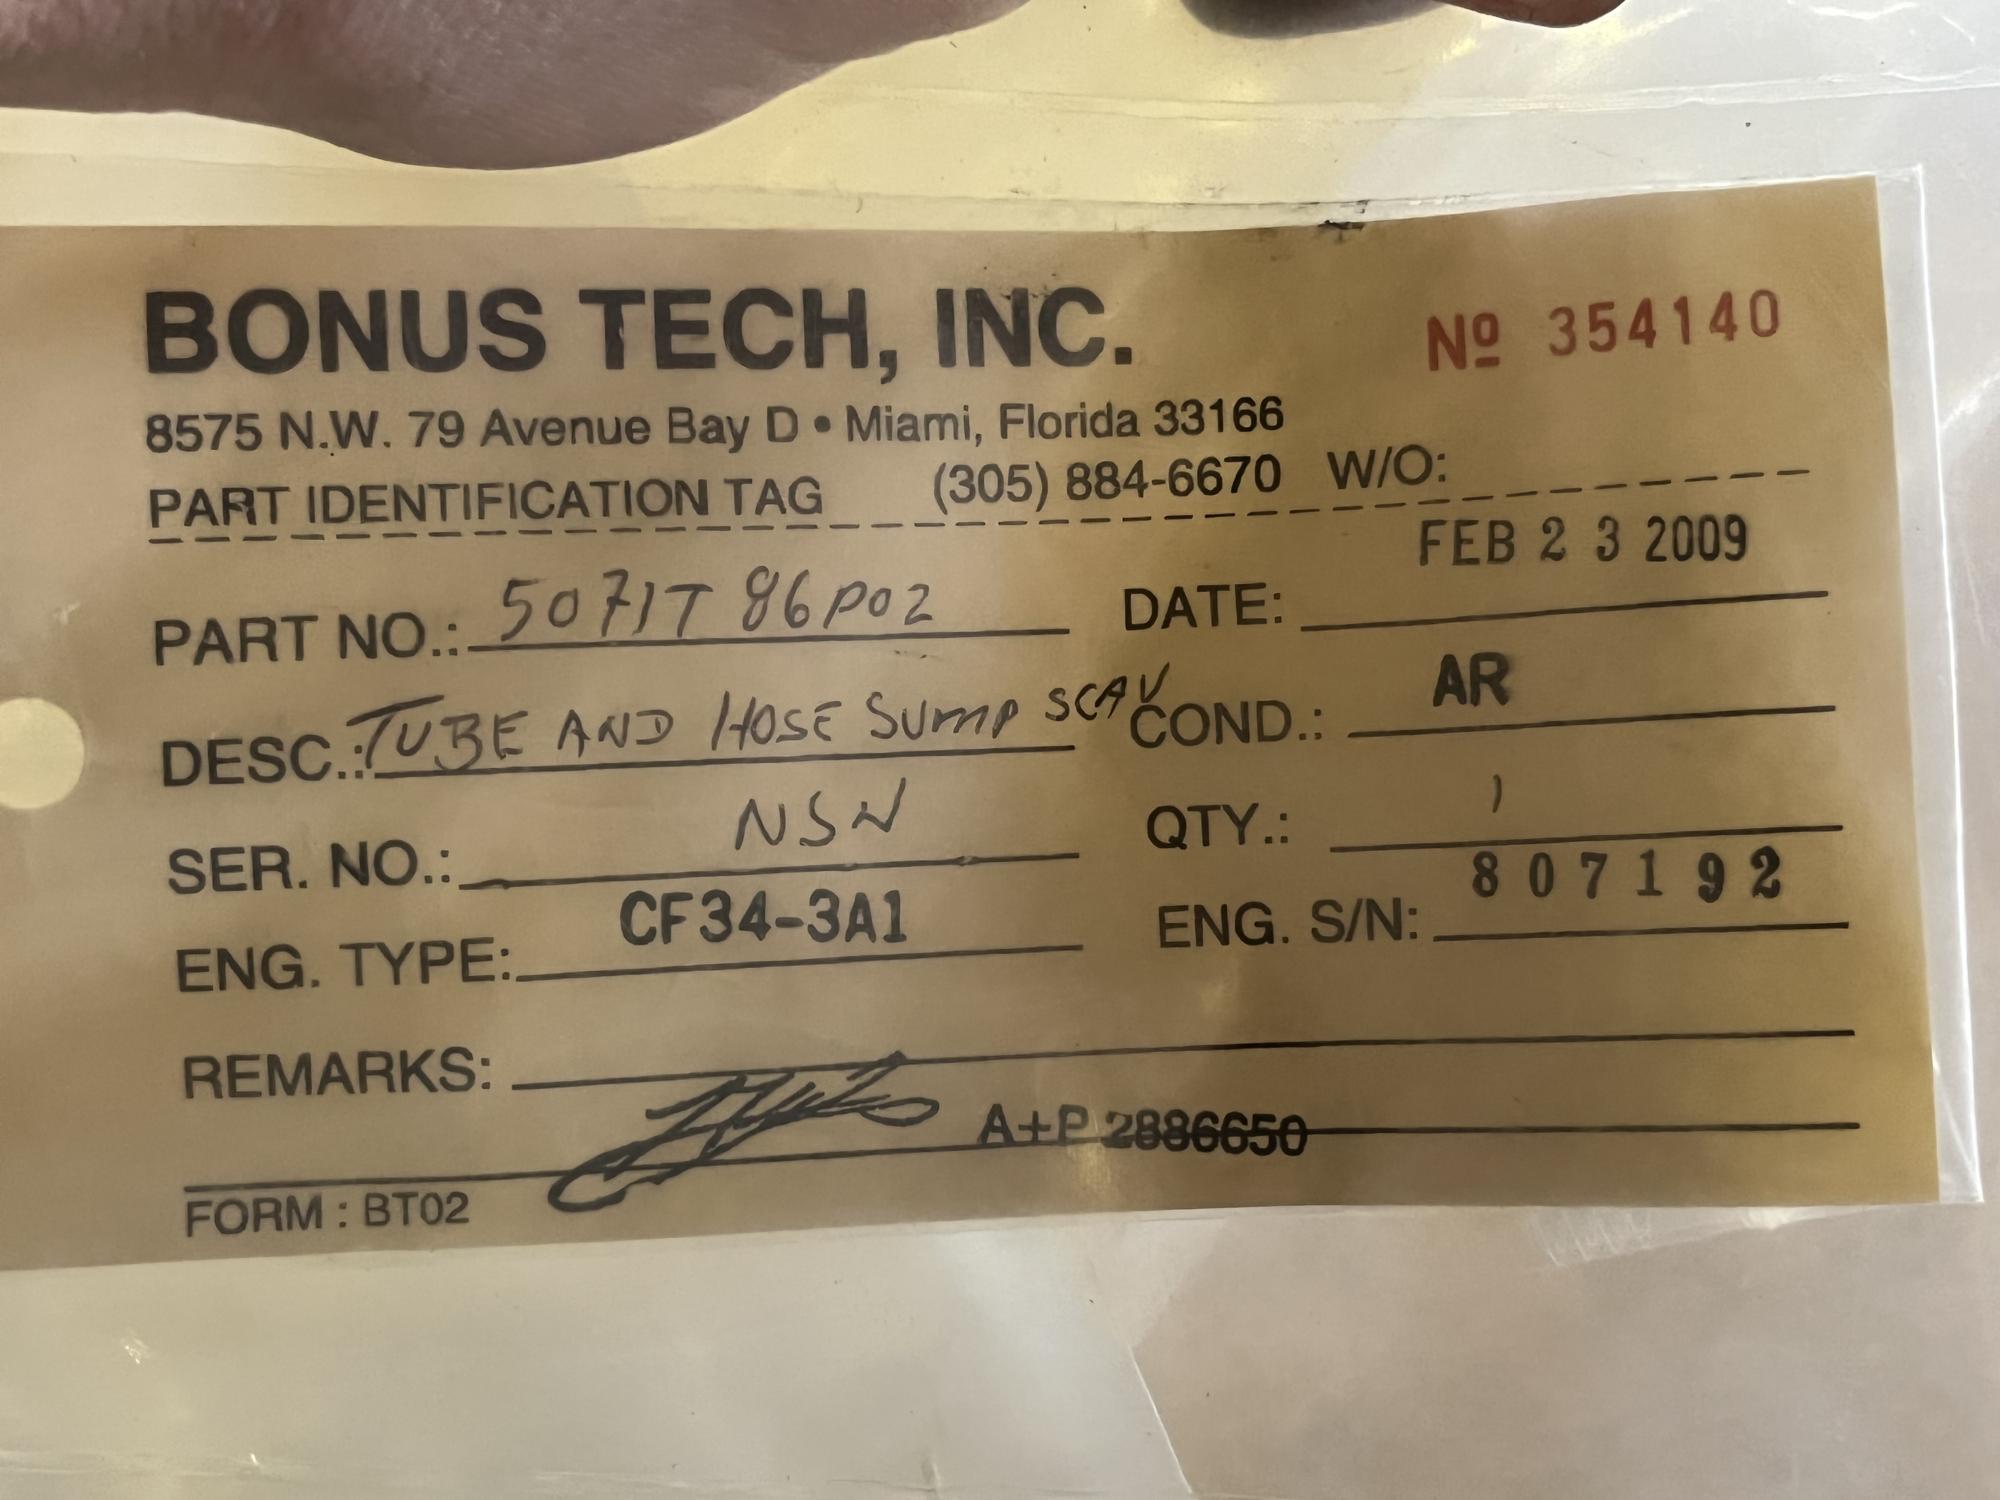 BONUS TECH, INC. Nº 354140
8575 N.W. 79 Avenue Bay D • Miami, Florida 33166
PART IDENTIFICATION TAG (305) 884-6670 W/O:
PART NO.: 5071T86P02 DATE: FEB 23 2009
DESC.: TUBE AND HOSE SUMP SCAV COND.: AR
SER. NO.: NSN QTY.: 1
ENG. TYPE: CF34-3A1 ENG. S/N: 807192
REMARKS:
A+P 2886650
FORM : BT02